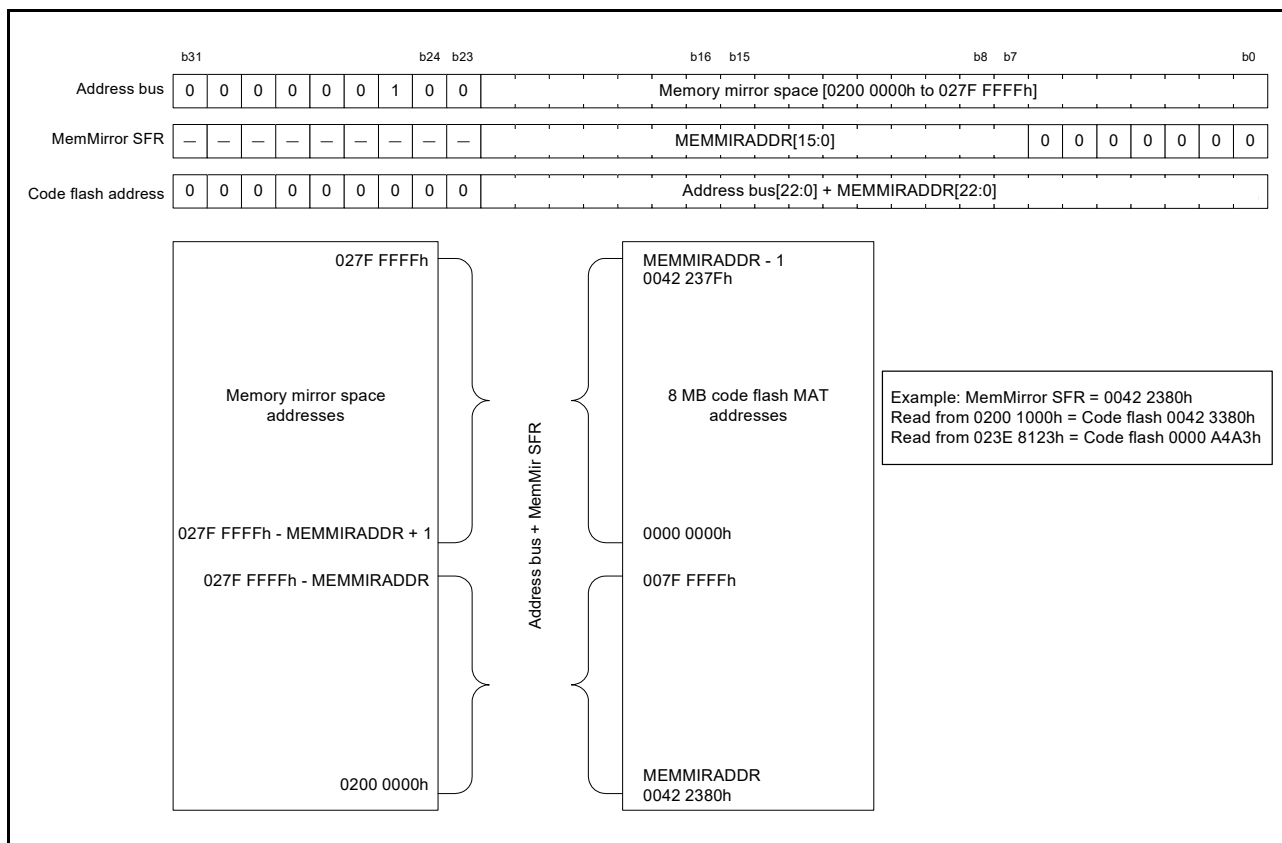 b31 b24 b23 b16 b15 b8 b7 b0
Address bus 0 0 0 0 0 0 1 0 0 Memory mirror space [0200 0000h to 027F FFFFh]
MemMirror SFR — — — — — — — — — MEMMIRADDR[15:0] 0 0 0 0 0 0 0
Code flash address 0 0 0 0 0 0 0 0 0 Address bus[22:0] + MEMMIRADDR[22:0]
027F FFFFh
Memory mirror space
addresses
027F FFFFh - MEMMIRADDR + 1
027F FFFFh - MEMMIRADDR
0200 0000h
Address bus + MemMir SFR
MEMMIRADDR - 1
0042 237Fh
8 MB code flash MAT
addresses
0000 0000h
007F FFFFh
MEMMIRADDR
0042 2380h
Example: MemMirror SFR = 0042 2380h
Read from 0200 1000h = Code flash 0042 3380h
Read from 023E 8123h = Code flash 0000 A4A3h